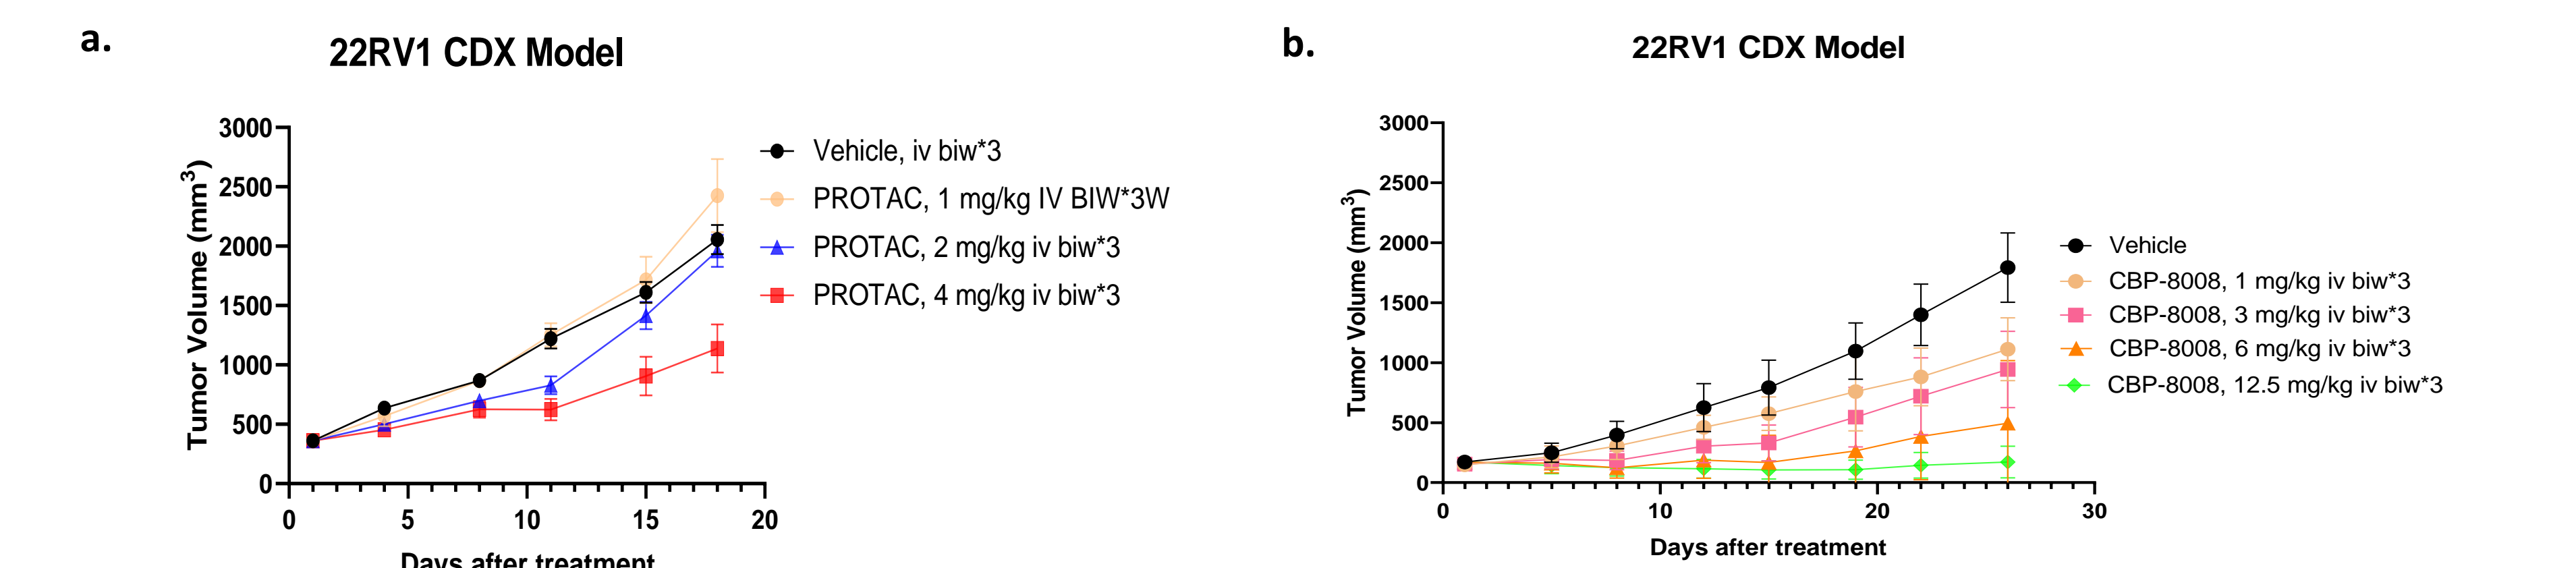 a.
22RV1 CDX Model
Tumor Volume (mm³)
3000
2500
2000
1500
1000
500
0
0 5 10 15 20
Days after treatment
Vehicle, iv biw*3
PROTAC, 1 mg/kg IV BIW*3W
PROTAC, 2 mg/kg iv biw*3
PROTAC, 4 mg/kg iv biw*3
b.
22RV1 CDX Model
Tumor Volume (mm³)
3000
2500
2000
1500
1000
500
0
0 10 20 30
Days after treatment
Vehicle
CBP-8008, 1 mg/kg iv biw*3
CBP-8008, 3 mg/kg iv biw*3
CBP-8008, 6 mg/kg iv biw*3
CBP-8008, 12.5 mg/kg iv biw*3